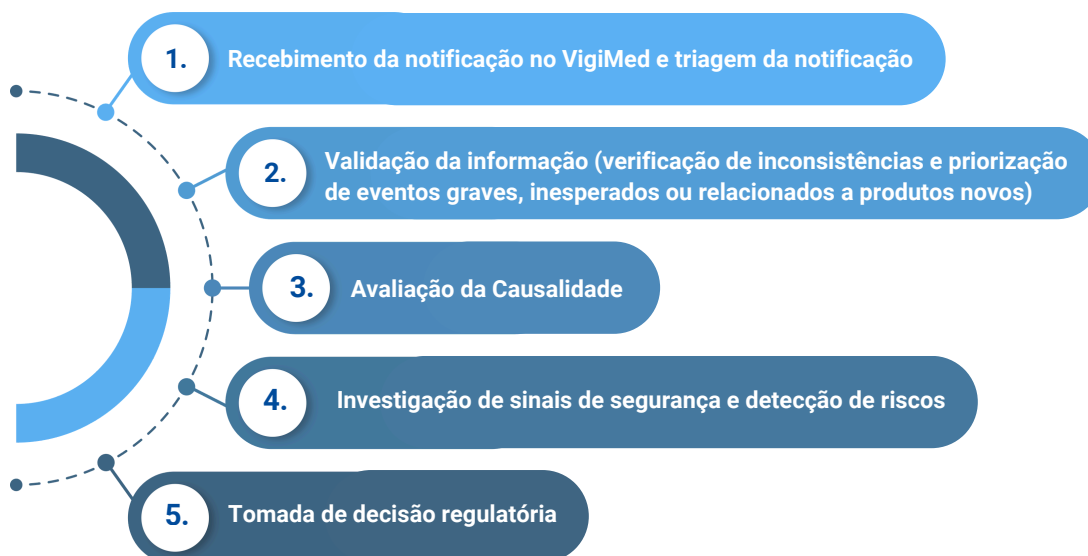 1.
Recebimento da notificação no VigiMed e triagem da notificação
2.
Validação da informação (verificação de inconsistências e priorização
de eventos graves, inesperados ou relacionados a produtos novos)
3.
Avaliação da Causalidade
4.
Investigação de sinais de segurança e detecção de riscos
5.
Tomada de decisão regulatória